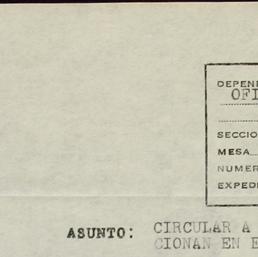 DEPEN
OFI
SECCIO
MESA
NUMER
EXPED
ASUNTO: CIRCULAR A
CIONAN EN E